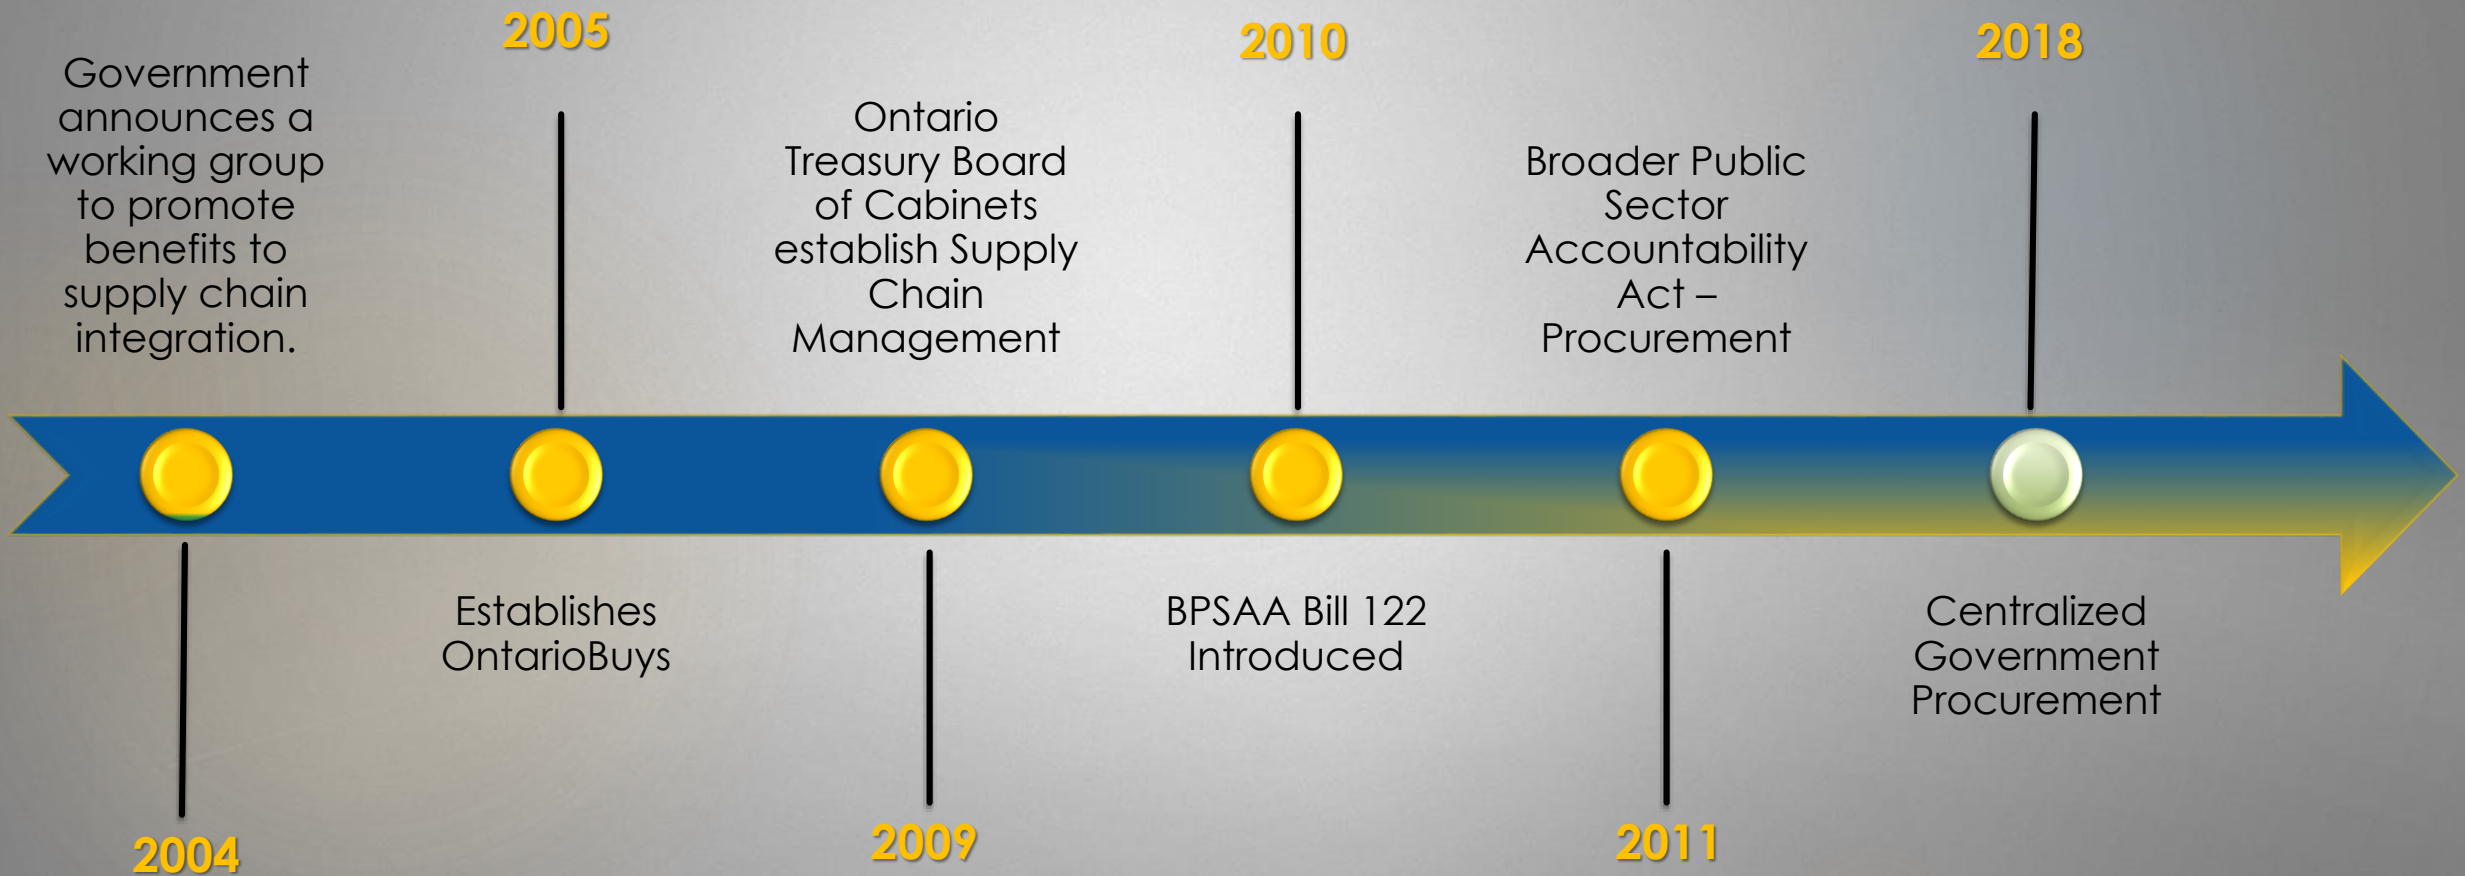 Government
announces a
working group
to promote
benefits to
supply chain
integration.
2004
2005
Establishes
OntarioBuys
Ontario
Treasury Board
of Cabinets
establish Supply
Chain
Management
2009
2010
BPSAA Bill 122
Introduced
Broader Public
Sector
Accountability
Act –
Procurement
2011
2018
Centralized
Government
Procurement